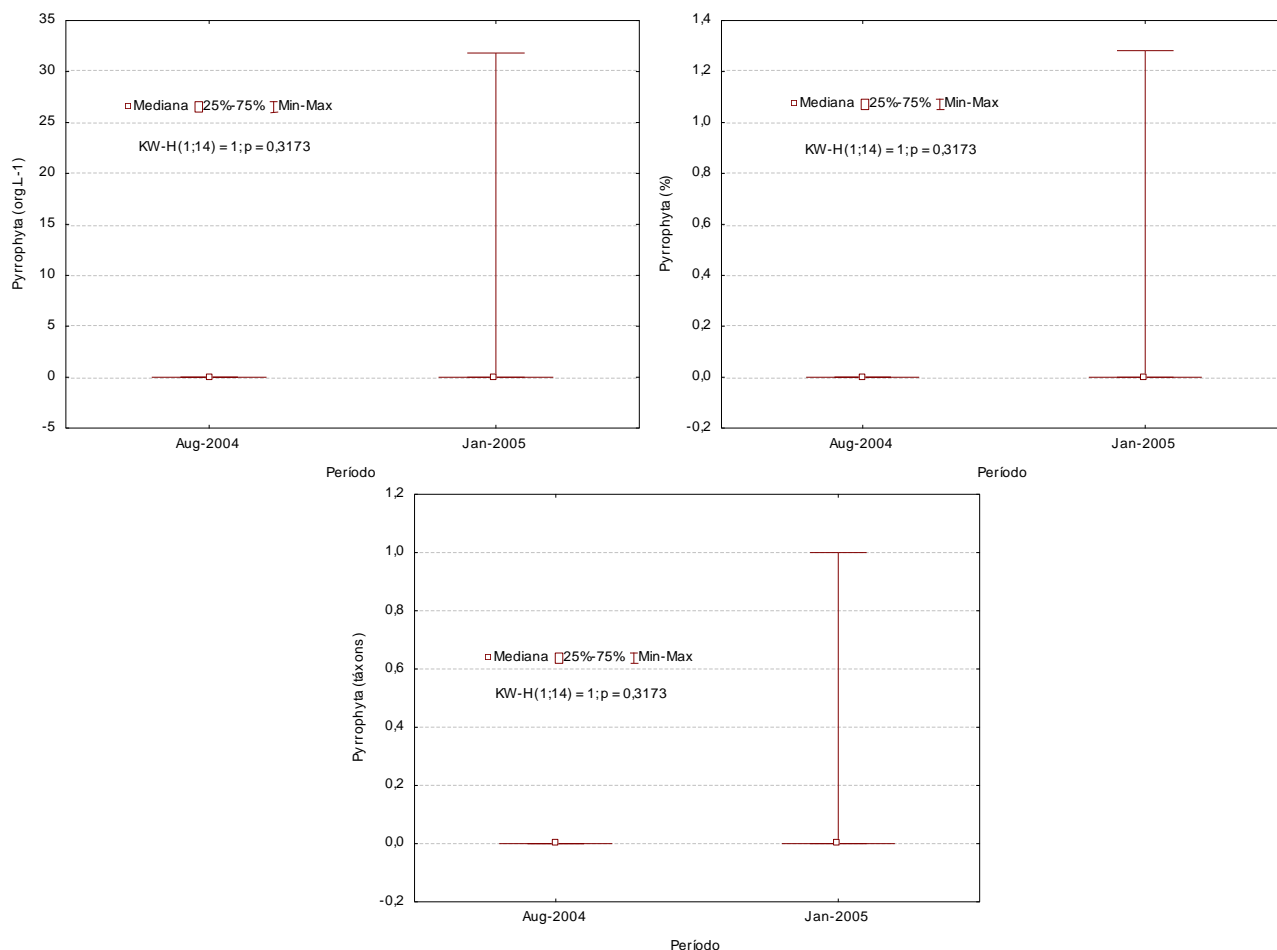 35
30
25
20
15
10
5
0
-5
Pyrrophyta (org.L-1)
Mediana 25%-75% Min-Max
KW-H(1;14) = 1; p = 0,3173
Aug-2004 Jan-2005
Período
1,4
1,2
1,0
0,8
0,6
0,4
0,2
0,0
-0,2
Pyrrophyta (%)
Mediana 25%-75% Min-Max
KW-H(1;14) = 1; p = 0,3173
Aug-2004 Jan-2005
Período
1,2
1,0
0,8
0,6
0,4
0,2
0,0
-0,2
Pyrrophyta (táxons)
Mediana 25%-75% Min-Max
KW-H(1;14) = 1; p = 0,3173
Aug-2004 Jan-2005
Período